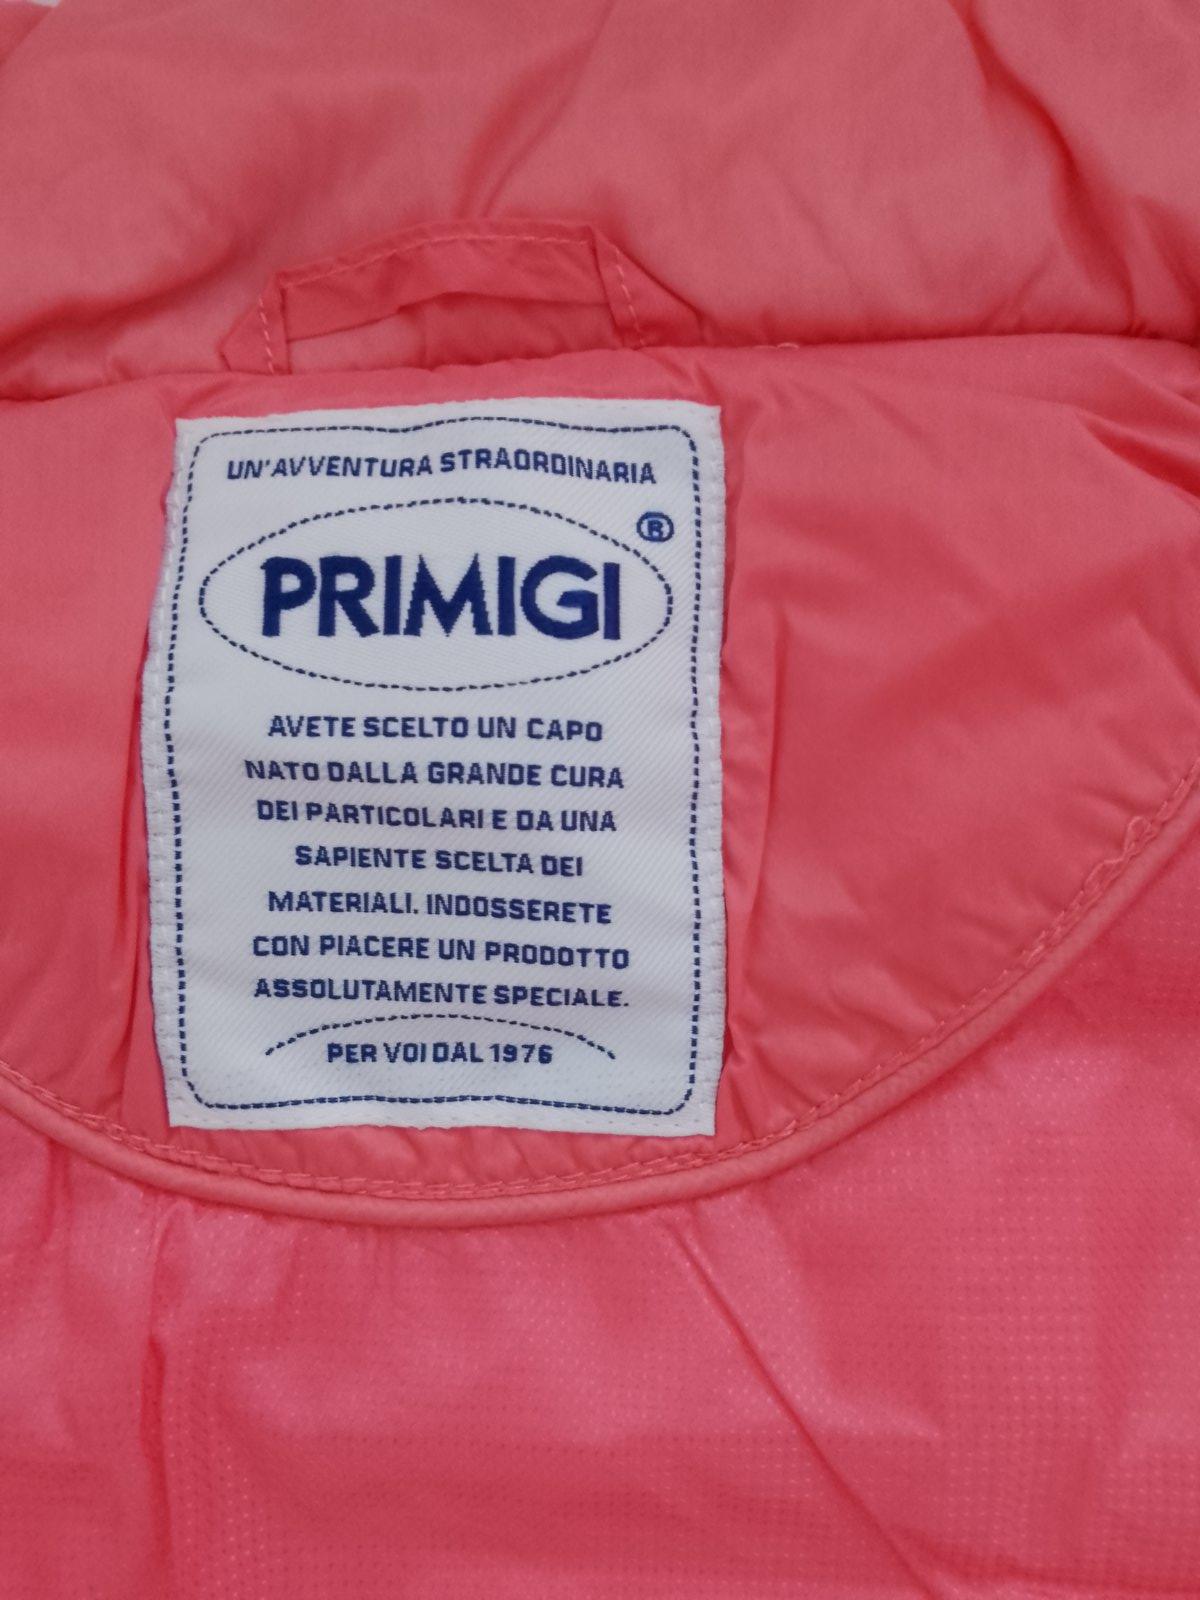 UN'AVVENTURA STRAORDINARIA
®
PRIMIGI
AVETE SCELTO UN CAPO
NATO DALLA GRANDE CURA
DEI PARTICOLARI E DA UNA
SAPIENTE SCELTA DEI
MATERIALI. INDOSSERETE
CON PIACERE UN PRODOTTO
ASSOLUTAMENTE SPECIALE.
PER VOI DAL 1976